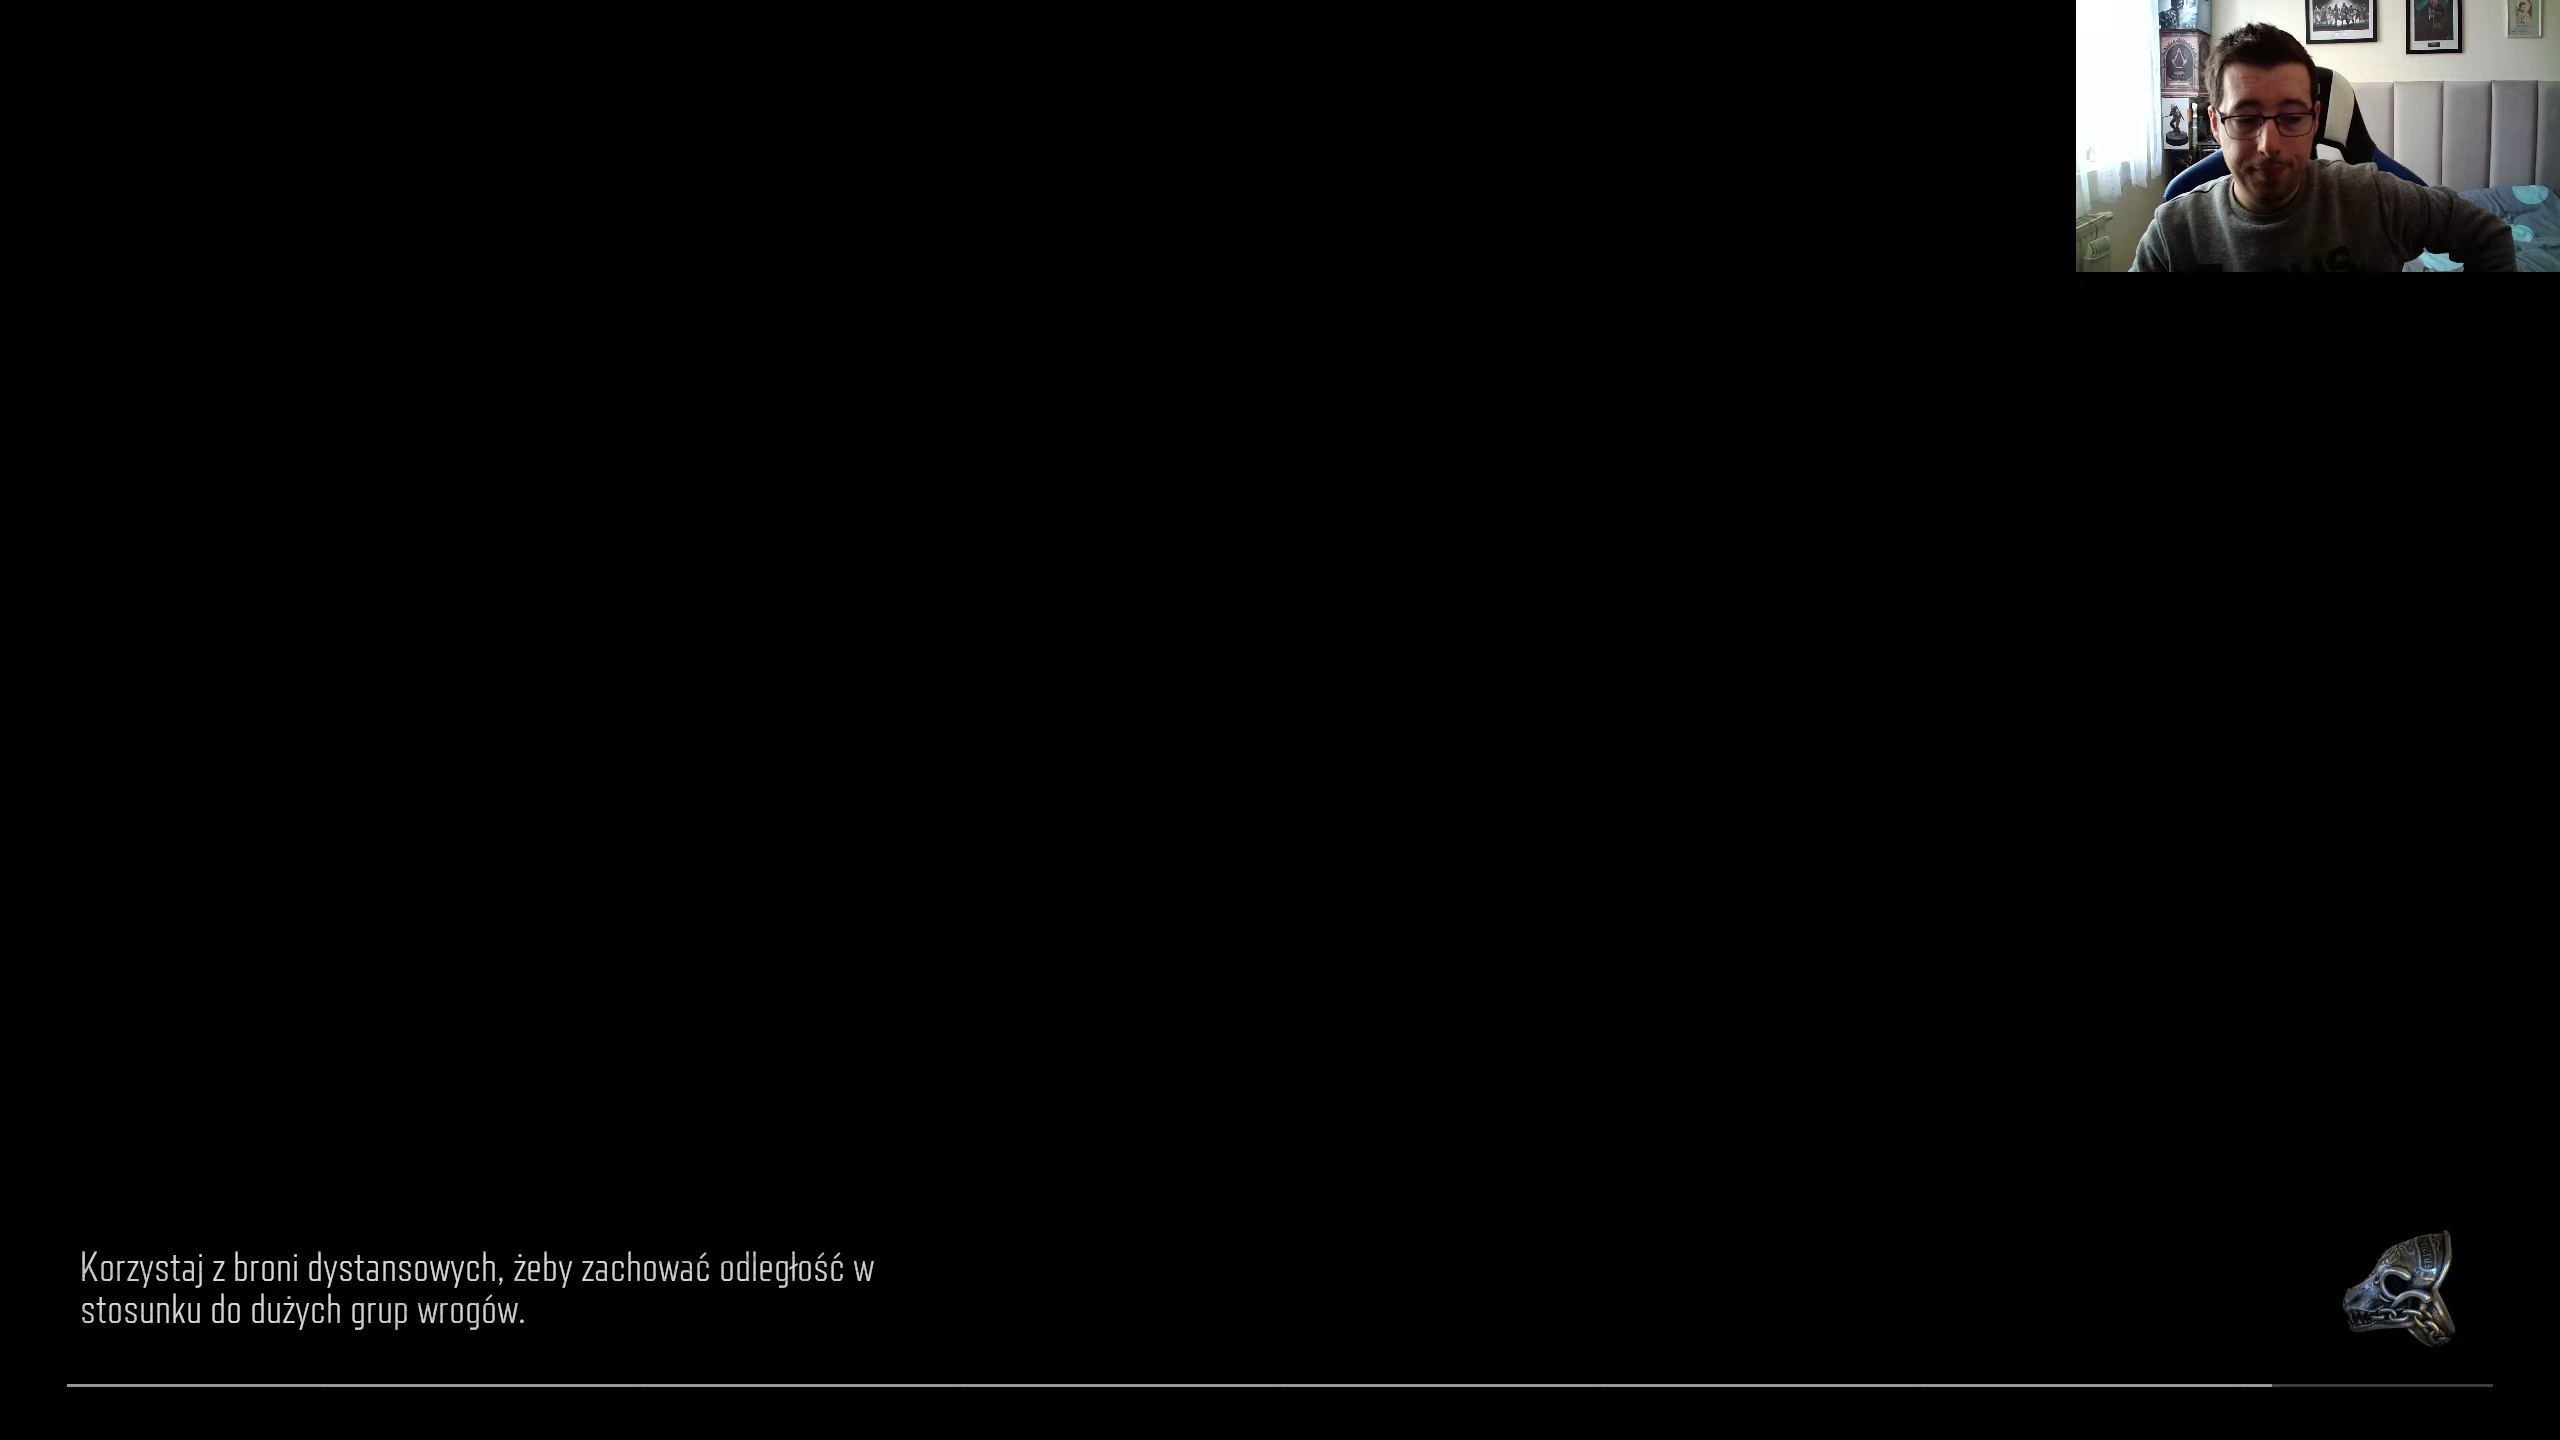 Korzystaj z broni dystansowych, żeby zachować odległość w
stosunku do dużych grup wrogów.